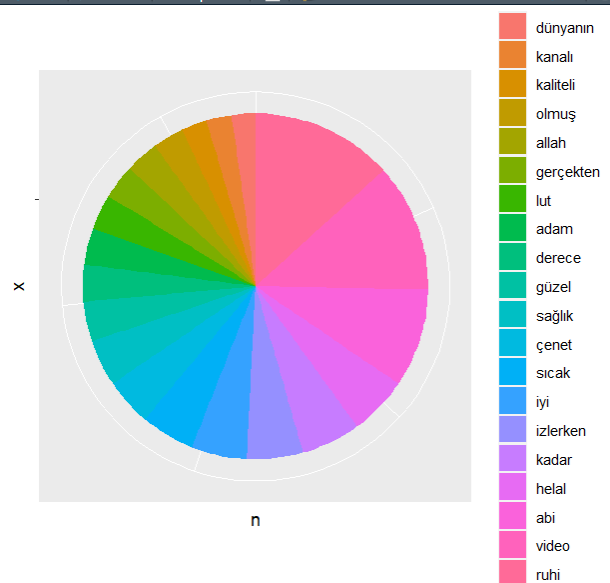 dünyanın
kanalı
kaliteli
olmuş
allah
gerçekten
lut
adam
derece
güzel
sağlık
çenet
sıcak
iyi
izlerken
kadar
helal
abi
video
ruhi
x
n